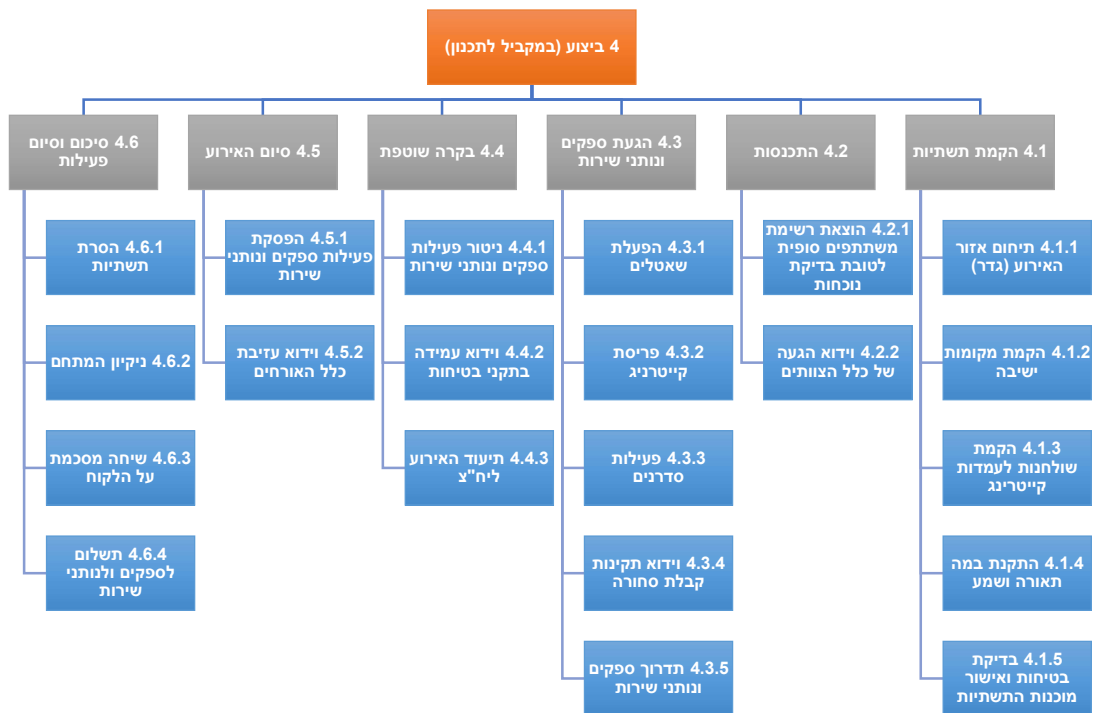 4 ביצוע (במקביל לתכנון)
4.1 הקמת תשתיות
4.1.1 תיחום אזור
האירוע (גדר)
4.1.2 הקמת מקומות
ישיבה
4.1.3 הקמת
שולחנות לעמדות
קייטרינג
4.1.4 התקנת במה
תאורה ושמע
4.1.5 בדיקת
בטיחות ואישור
מוכנות התשתיות
4.2 התכנסות
4.2.1 הוצאת רשימת
משתתפים סופית
לטובת בדיקת
נוכחות
4.2.2 וידוא הגעה
של כלל הצוותים
4.3 הגעת ספקים
ונותני שירות
4.3.1 הפעלת
שאטלים
4.3.2 פריסת
קייטרניג
4.3.3 פעילות
סדרנים
4.3.4 וידוא תקינות
קבלת סחורה
4.3.5 תדרוך ספקים
ונותני שירות
4.4 בקרה שוטפת
4.4.1 ניטור פעילות
ספקים ונותני שירות
4.4.2 וידוא עמידה
בתקני בטיחות
4.4.3 תיעוד האירוע
ליח"צ
4.5 סיום האירוע
4.5.1 הפסקת
פעילות ספקים ונותני
שירות
4.5.2 וידוא עזיבת
כלל האורחים
4.6 סיכום וסיום
פעילות
4.6.1 הסרת
תשתיות
4.6.2 ניקיון המתחם
4.6.3 שיחה מסכמת
על הלקוח
4.6.4 תשלום
לספקים ולנותני
שירות